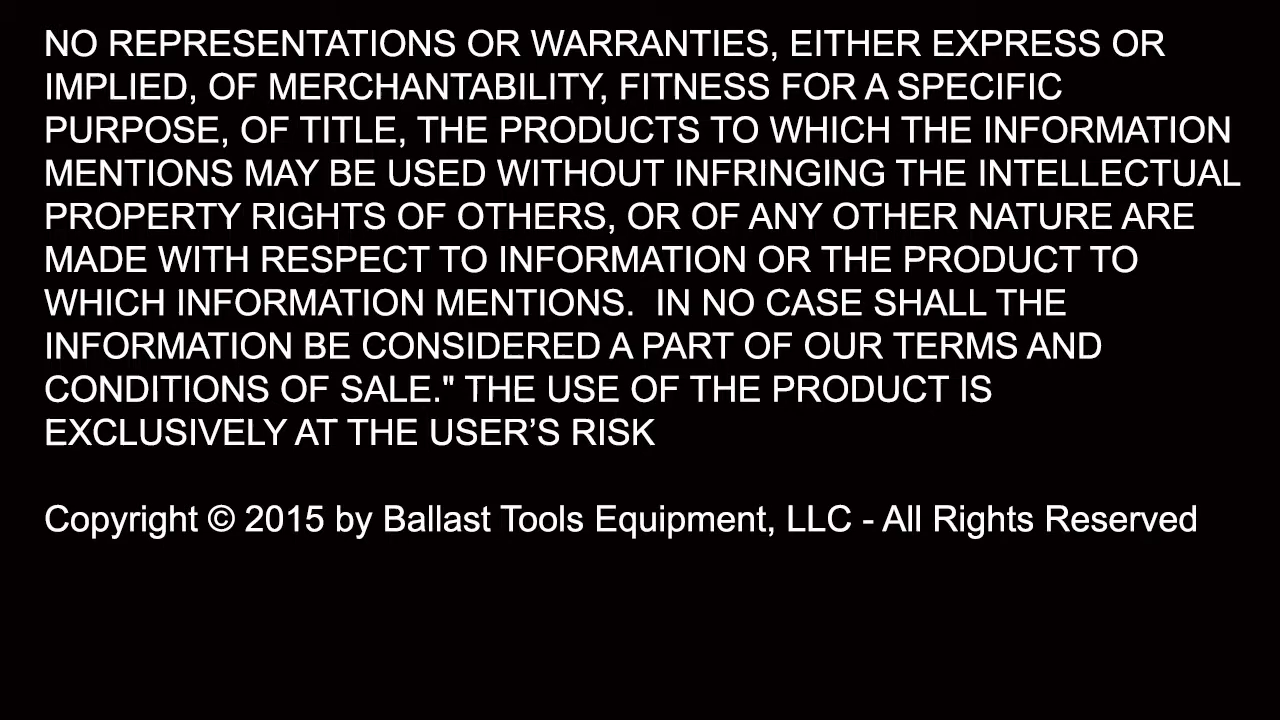 NO REPRESENTATIONS OR WARRANTIES, EITHER EXPRESS OR
IMPLIED, OF MERCHANTABILITY, FITNESS FOR A SPECIFIC
PURPOSE, OF TITLE, THE PRODUCTS TO WHICH THE INFORMATION
MENTIONS MAY BE USED WITHOUT INFRINGING THE INTELLECTUAL
PROPERTY RIGHTS OF OTHERS, OR OF ANY OTHER NATURE ARE
MADE WITH RESPECT TO INFORMATION OR THE PRODUCT TO
WHICH INFORMATION MENTIONS.  IN NO CASE SHALL THE
INFORMATION BE CONSIDERED A PART OF OUR TERMS AND
CONDITIONS OF SALE." THE USE OF THE PRODUCT IS
EXCLUSIVELY AT THE USER’S RISK
Copyright © 2015 by Ballast Tools Equipment, LLC - All Rights Reserved